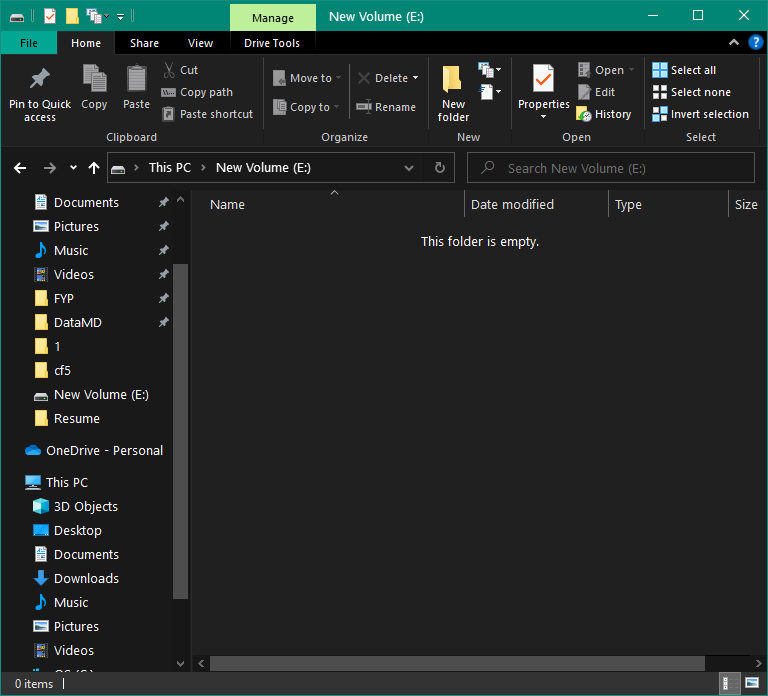 Manage New Volume (E:)
File Home Share View Drive Tools
Pin to Quick access
Copy
Paste
Cut
Copy path
Paste shortcut
Clipboard
Move to
Copy to
Delete
Rename
Organize
New folder
New
Properties
Open
Edit
History
Open
Select all
Select none
Invert selection
Select
This PC New Volume (E:)
Search New Volume (E:)
Name Date modified Type Size
This folder is empty.
Documents
Pictures
Music
Videos
FYP
DataMD
1
cf5
New Volume (E:)
Resume
OneDrive - Personal
This PC
3D Objects
Desktop
Documents
Downloads
Music
Pictures
Videos
0 items